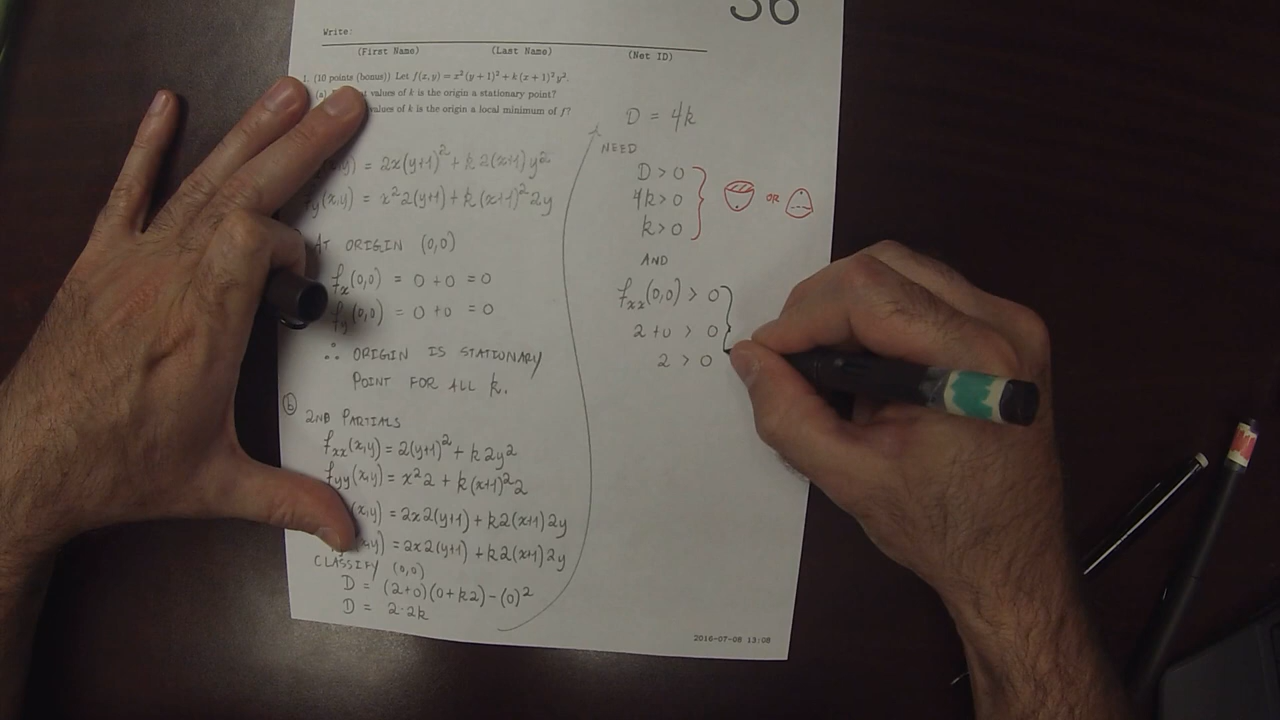 36
Write:
(First Name) (Last Name) (Net ID)
1. (10 points (bonus)) Let f(x, y) = x²(y + 1)² + k(x + 1)²y².
values of k is the origin a stationary point?
values of k is the origin a local minimum of f?
= 2x(y+1)² + k2(x+1)y²
y(x,y) = x²2(y+1) + k(x+1)²2y
AT ORIGIN (0,0)
fx(0,0) = 0 + 0 = 0
fy(0,0) = 0 + 0 = 0
∴ ORIGIN IS STATIONARY
POINT FOR ALL k.
(b)
2ND PARTIALS
fxx(x,y) = 2(y+1)² + k2y²
fyy(x,y) = x²2 + k(x+1)²2
(x,y) = 2x2(y+1) + k2(x+1)2y
= 2x2(y+1) + k2(x+1)2y
CLASSIFY (0,0)
D = (2+0)(0+k2)-(0)²
D = 2·2k
D = 4k
NEED
D > 0
4k > 0 OR
k > 0
AND
fxx(0,0) > 0
2+0 > 0
2 > 0
2016-07-08 13:08